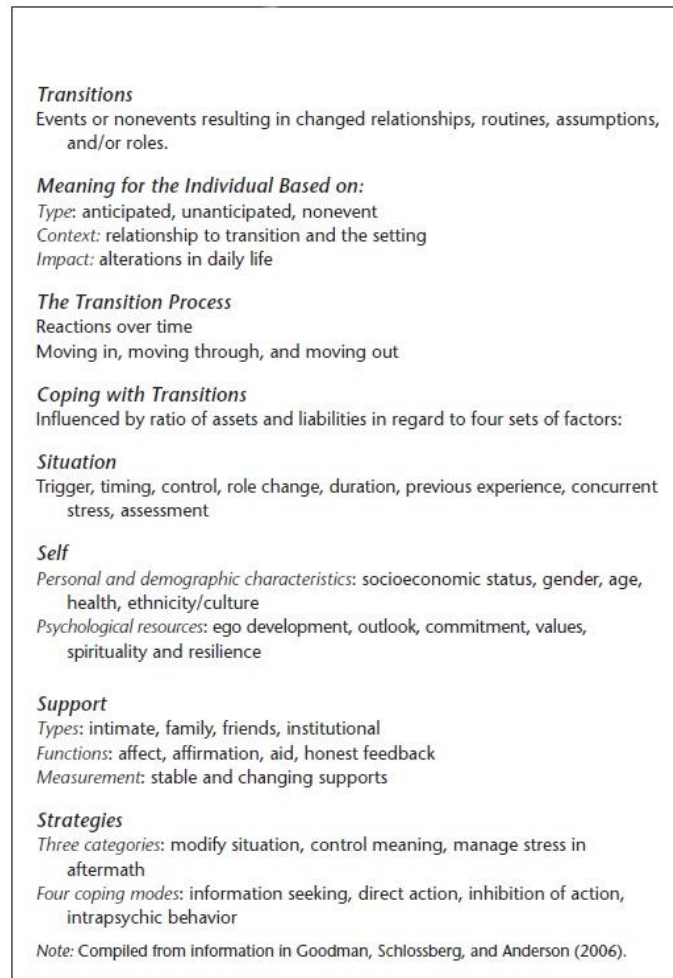 Transitions
Events or nonevents resulting in changed relationships, routines, assumptions,
and/or roles.
Meaning for the Individual Based on:
Type: anticipated, unanticipated, nonevent
Context: relationship to transition and the setting
Impact: alterations in daily life
The Transition Process
Reactions over time
Moving in, moving through, and moving out
Coping with Transitions
Influenced by ratio of assets and liabilities in regard to four sets of factors:
Situation
Trigger, timing, control, role change, duration, previous experience, concurrent
stress, assessment
Self
Personal and demographic characteristics: socioeconomic status, gender, age,
health, ethnicity/culture
Psychological resources: ego development, outlook, commitment, values,
spirituality and resilience
Support
Types: intimate, family, friends, institutional
Functions: affect, affirmation, aid, honest feedback
Measurement: stable and changing supports
Strategies
Three categories: modify situation, control meaning, manage stress in
aftermath
Four coping modes: information seeking, direct action, inhibition of action,
intrapsychic behavior
Note: Compiled from information in Goodman, Schlossberg, and Anderson (2006).